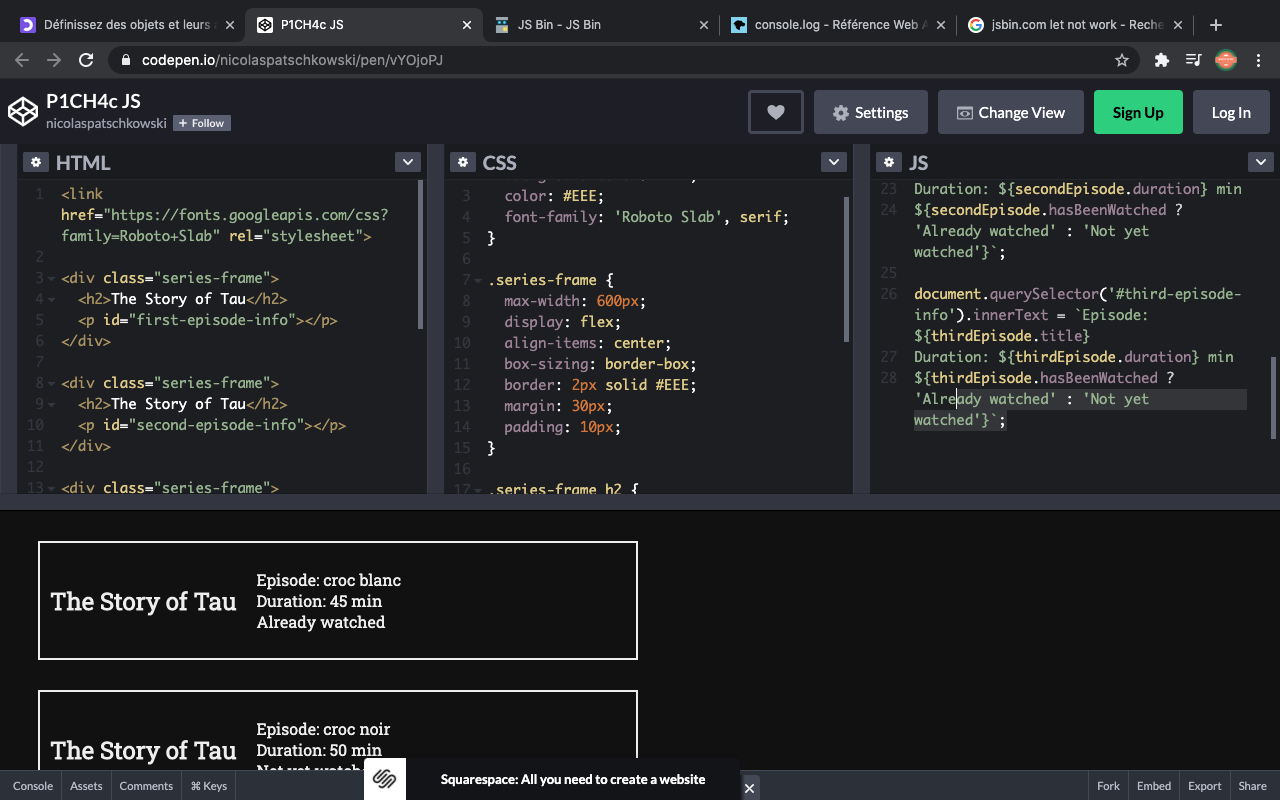 Définissez des objets et leurs
P1CH4c JS
JS Bin - JS Bin
console.log - Référence Web
jsbin.com let not work - Reche
codepen.io/nicolaspatschkowski/pen/vYOjoPJ
P1CH4c JS
nicolaspatschkowski
+ Follow
Settings
Change View
Sign Up
Log In
HTML
1 <link
href="https://fonts.googleapis.com/css?
family=Roboto+Slab" rel="stylesheet">
2
3 <div class="series-frame">
4 <h2>The Story of Tau</h2>
5 <p id="first-episode-info"></p>
6 </div>
7
8 <div class="series-frame">
9 <h2>The Story of Tau</h2>
10 <p id="second-episode-info"></p>
11 </div>
12
13 <div class="series-frame">
CSS
3 color: #EEE;
4 font-family: 'Roboto Slab', serif;
5 }
6
7 .series-frame {
8 max-width: 600px;
9 display: flex;
10 align-items: center;
11 box-sizing: border-box;
12 border: 2px solid #EEE;
13 margin: 30px;
14 padding: 10px;
15 }
16
17 .series-frame h2 {
JS
23 Duration: ${secondEpisode.duration} min
24 ${secondEpisode.hasBeenWatched ?
'Already watched' : 'Not yet
watched'}`;
25
26 document.querySelector('#third-episode-
info').innerText = `Episode:
${thirdEpisode.title}
27 Duration: ${thirdEpisode.duration} min
28 ${thirdEpisode.hasBeenWatched ?
'Already watched' : 'Not yet
watched'}`;
The Story of Tau
Episode: croc blanc
Duration: 45 min
Already watched
The Story of Tau
Episode: croc noir
Duration: 50 min
Not yet watch
Console
Assets
Comments
⌘ Keys
Squarespace: All you need to create a website
Fork
Embed
Export
Share